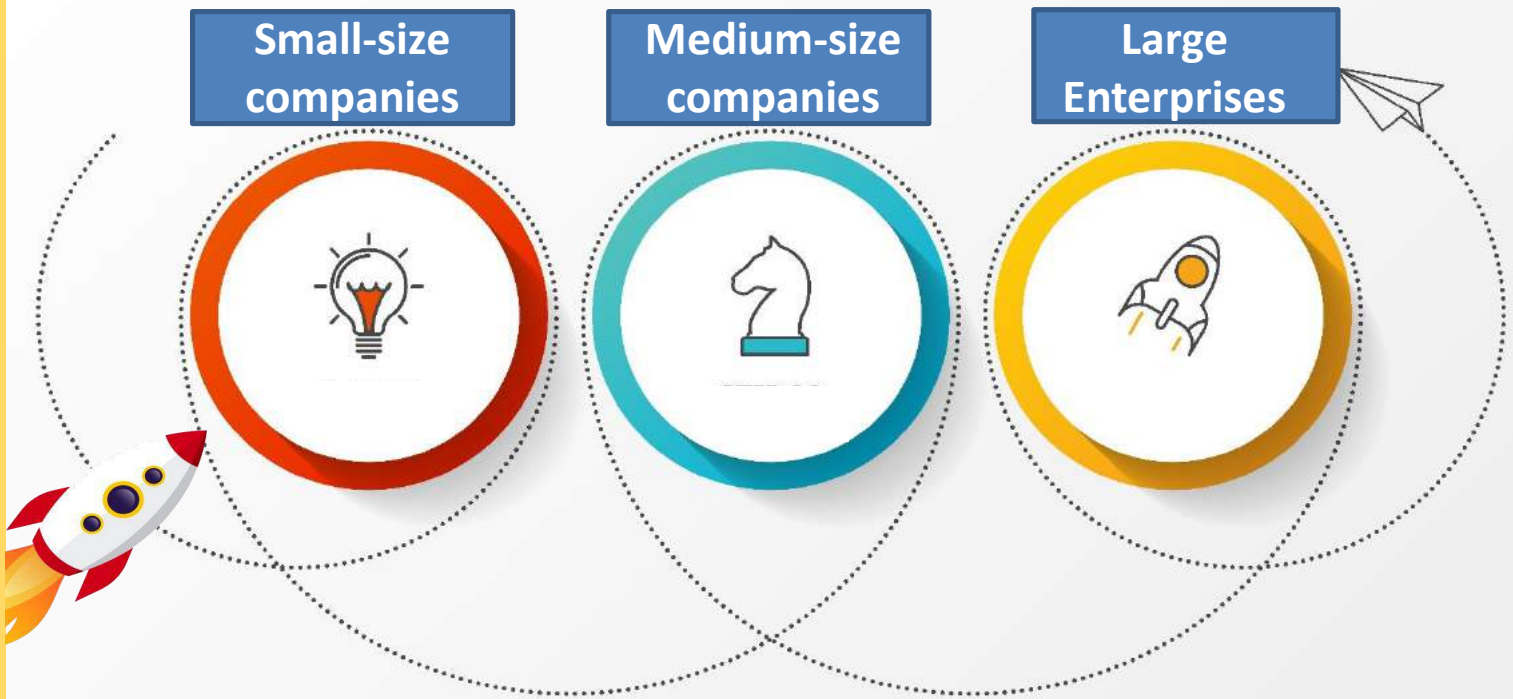 Small-size
companies
Medium-size
companies
Large
Enterprises